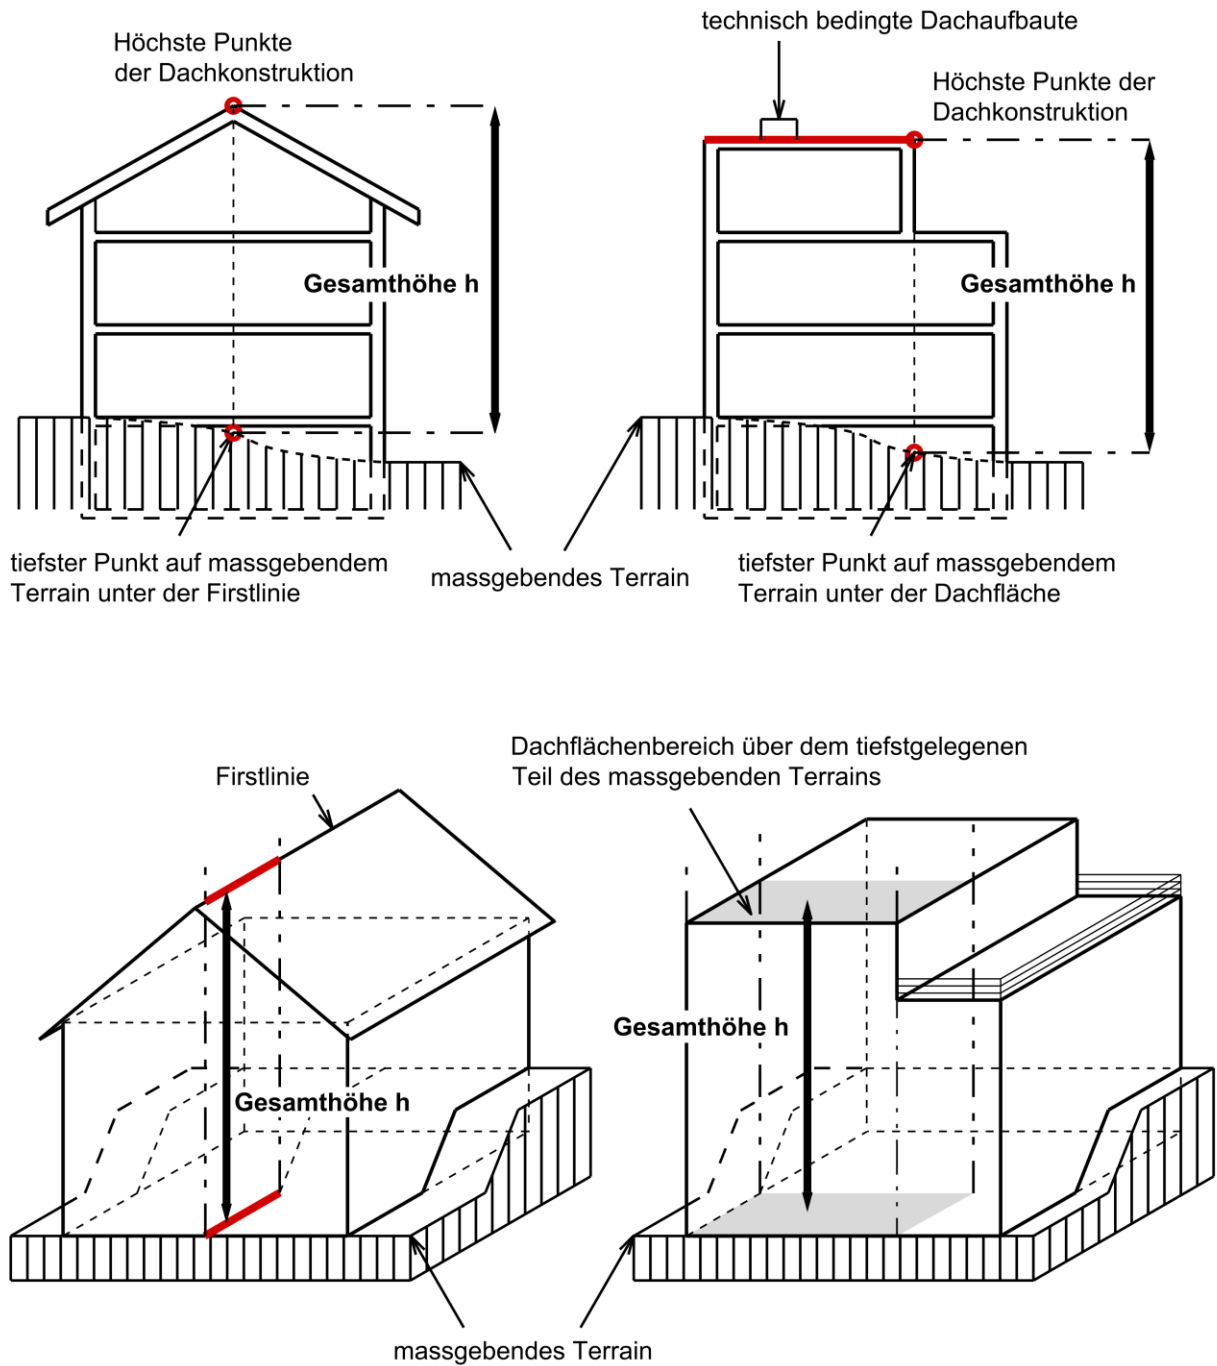 technisch bedingte Dachaufbaute
Höchste Punkte
der Dachkonstruktion
Höchste Punkte der
Dachkonstruktion
Gesamthöhe h
Gesamthöhe h
tiefster Punkt auf massgebendem
Terrain unter der Firstlinie
massgebendes Terrain
tiefster Punkt auf massgebendem
Terrain unter der Dachfläche
Firstlinie
Dachflächenbereich über dem tiefstgelegenen
Teil des massgebenden Terrains
Gesamthöhe h
Gesamthöhe h
massgebendes Terrain